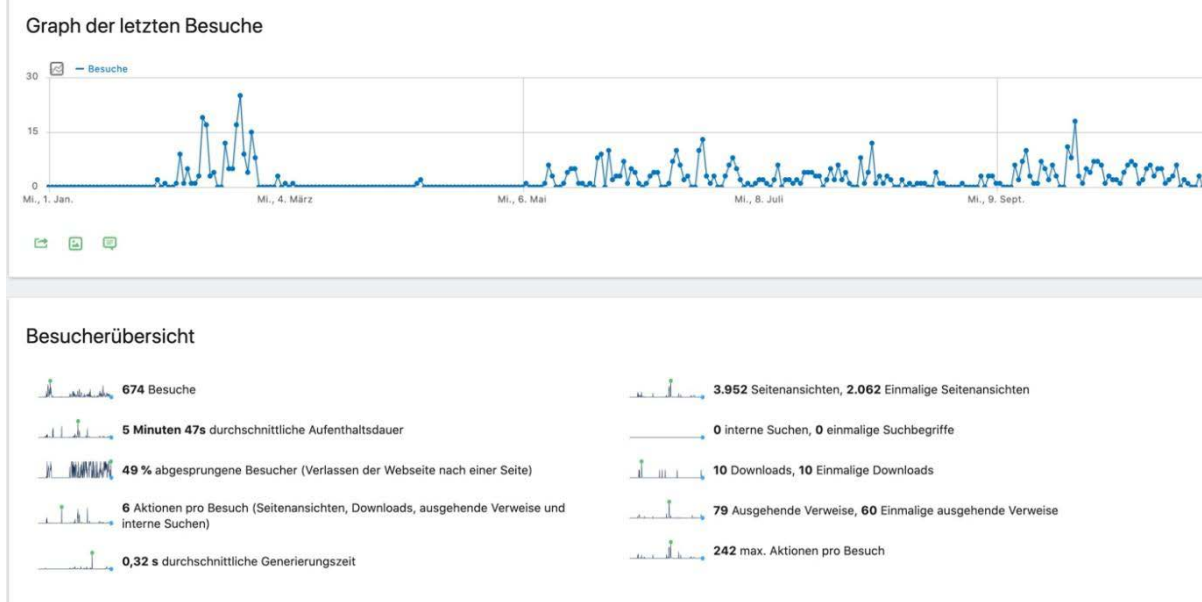 Graph der letzten Besuche
Besuche
30
15
0
Mi., 1. Jan.
Mi., 4. März
Mi., 6. Mai
Mi., 8. Juli
Mi., 9. Sept.
Besucherübersicht
674 Besuche
5 Minuten 47s durchschnittliche Aufenthaltsdauer
49 % abgesprungene Besucher (Verlassen der Webseite nach einer Seite)
6 Aktionen pro Besuch (Seitenansichten, Downloads, ausgehende Verweise und
interne Suchen)
0,32 s durchschnittliche Generierungszeit
3.952 Seitenansichten, 2.062 Einmalige Seitenansichten
0 interne Suchen, 0 einmalige Suchbegriffe
10 Downloads, 10 Einmalige Downloads
79 Ausgehende Verweise, 60 Einmalige ausgehende Verweise
242 max. Aktionen pro Besuch